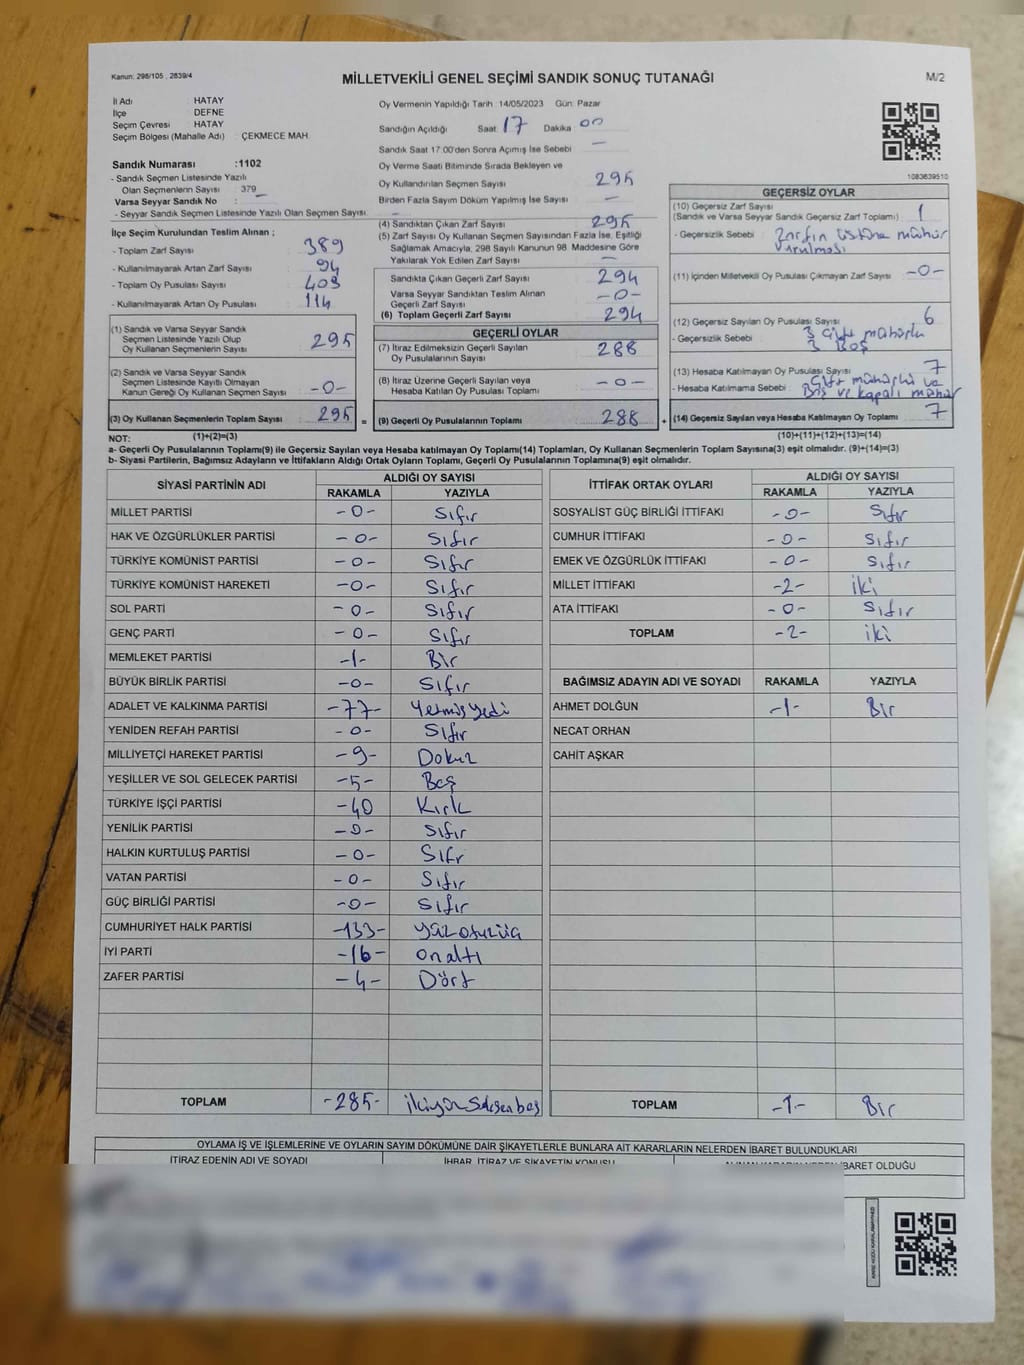 Kanun: 298/105 , 2839/4
MİLLETVEKİLİ GENEL SEÇİMİ SANDIK SONUÇ TUTANAĞI
M/2
İl Adı : HATAY
İlçe : DEFNE
Seçim Çevresi : HATAY
Seçim Bölgesi (Mahalle Adı) : ÇEKMECE MAH.
Sandık Numarası :1102
- Sandık Seçmen Listesinde Yazılı
Olan Seçmenlerin Sayısı : 379
Varsa Seyyar Sandık No : –
- Seyyar Sandık Seçmen Listesinde Yazılı Olan Seçmen Sayısı:
İlçe Seçim Kurulundan Teslim Alınan ;
- Toplam Zarf Sayısı : 389
- Kullanılmayarak Artan Zarf Sayısı : 94
- Toplam Oy Pusulası Sayısı : 409
- Kullanılmayarak Artan Oy Pusulası : 114
(1) Sandık ve Varsa Seyyar Sandık
Seçmen Listesinde Yazılı Olup
Oy Kullanan Seçmenlerin Sayısı : 295
(2) Sandık ve Varsa Seyyar Sandık
Seçmen Listesinde Kayıtlı Olmayan
Kanun Gereği Oy Kullanan Seçmen Sayısı : -0-
(3) Oy Kullanan Seçmenlerin Toplam Sayısı : 295
(1)+(2)=(3)
Oy Vermenin Yapıldığı Tarih :14/05/2023 Gün: Pazar
Sandığın Açıldığı Saat: 17 Dakika: 00
Sandık Saat 17:00'den Sonra Açımış İse Sebebi : –
Oy Verme Saati Bitiminde Sırada Bekleyen ve
Oy Kullandırılan Seçmen Sayısı : 295
Birden Fazla Sayım Döküm Yapılmış İse Sayısı : –
(4) Sandıktan Çıkan Zarf Sayısı : 295
(5) Zarf Sayısı Oy Kullanan Seçmen Sayısından Fazla İse, Eşitliği
Sağlamak Amacıyla, 298 Sayılı Kanunun 98. Maddesine Göre
Yakılarak Yok Edilen Zarf Sayısı : –
Sandıkta Çıkan Geçerli Zarf Sayısı : 294
Varsa Seyyar Sandıktan Teslim Alınan
Geçerli Zarf Sayısı : -0-
(6) Toplam Geçerli Zarf Sayısı : 294
GEÇERLİ OYLAR
(7) İtiraz Edilmeksizin Geçerli Sayılan
Oy Pusulalarının Sayısı : 288
(8) İtiraz Üzerine Geçerli Sayılan veya
Hesaba Katılan Oy Pusulası Toplamı : -0-
= (9) Geçerli Oy Pusulalarının Toplamı : 288
1083639510
GEÇERSİZ OYLAR
(10) Geçersiz Zarf Sayısı : 1
(Sandık ve Varsa Seyyar Sandık Geçersiz Zarf Toplamı)
- Geçersizlik Sebebi : Zarfın üstüne mühür
vurulması
(11) İçinden Milletvekili Oy Pusulası Çıkmayan Zarf Sayısı : -0-
(12) Geçersiz Sayılan Oy Pusulası Sayısı : 6
- Geçersizlik Sebebi : 3 Çift mühürlü
3 Boş
(13) Hesaba Katılmayan Oy Pusulası Sayısı : 7
- Hesaba Katılmama Sebebi : Çift mühürlü ve
Boş ve kapalı mühür
+ (14) Geçersiz Sayılan veya Hesaba Katılmayan Oy Toplamı : 7
(10)+(11)+(12)+(13)=(14)
NOT:
a- Geçerli Oy Pusulalarının Toplamı(9) ile Geçersiz Sayılan veya Hesaba katılmayan Oy Toplamı(14) Toplamları, Oy Kullanan Seçmenlerin Toplam Sayısına(3) eşit olmalıdır. (9)+(14)=(3)
b- Siyasi Partilerin, Bağımsız Adayların ve İttifakların Aldığı Ortak Oyların Toplamı, Geçerli Oy Pusulalarının Toplamına(9) eşit olmalıdır.
SİYASİ PARTİNİN ADI ALDIĞI OY SAYISI
RAKAMLA YAZIYLA
MİLLET PARTİSİ -0- Sıfır
HAK VE ÖZGÜRLÜKLER PARTİSİ -0- Sıfır
TÜRKİYE KOMÜNİST PARTİSİ -0- Sıfır
TÜRKİYE KOMÜNİST HAREKETİ -0- Sıfır
SOL PARTİ -0- Sıfır
GENÇ PARTİ -0- Sıfır
MEMLEKET PARTİSİ -1- Bir
BÜYÜK BİRLİK PARTİSİ -0- Sıfır
ADALET VE KALKINMA PARTİSİ -77- Yetmiş yedi
YENİDEN REFAH PARTİSİ -0- Sıfır
MİLLİYETÇİ HAREKET PARTİSİ -9- Dokuz
YEŞİLLER VE SOL GELECEK PARTİSİ -5- Beş
TÜRKİYE İŞÇİ PARTİSİ -40 Kırk
YENİLİK PARTİSİ -0- Sıfır
HALKIN KURTULUŞ PARTİSİ -0- Sıfr
VATAN PARTİSİ -0- Sıfır
GÜÇ BİRLİĞİ PARTİSİ -0- Sıfır
CUMHURİYET HALK PARTİSİ -133- yüzotuzüç
İYİ PARTİ -16- onaltı
ZAFER PARTİSİ -4- Dört
TOPLAM -285- ikiyüzseksenbeş
İTTİFAK ORTAK OYLARI ALDIĞI OY SAYISI
RAKAMLA YAZIYLA
SOSYALİST GÜÇ BİRLİĞİ İTTİFAKI -0- Sıfır
CUMHUR İTTİFAKI -0- Sıfır
EMEK VE ÖZGÜRLÜK İTTİFAKI -0- Sıfır
MİLLET İTTİFAKI -2- iki
ATA İTTİFAKI -0- Sıfır
TOPLAM -2- iki
BAĞIMSIZ ADAYIN ADI VE SOYADI RAKAMLA YAZIYLA
AHMET DOLĞUN -1- Bir
NECAT ORHAN
CAHİT AŞKAR
TOPLAM -1- Bir
OYLAMA İŞ VE İŞLEMLERİNE VE OYLARIN SAYIM DÖKÜMÜNE DAİR ŞİKAYETLERLE BUNLARA AİT KARARLARIN NELERDEN İBARET BULUNDUKLARI
İTİRAZ EDENİN ADI VE SOYADI İHBAR, İTİRAZ VE ŞİKAYETİN KONUSU İBARET OLDUĞU